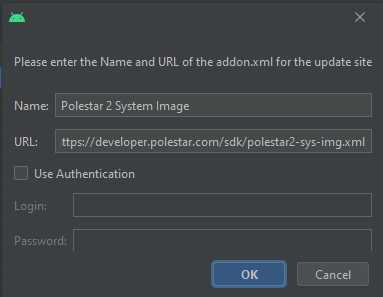 Please enter the Name and URL of the addon.xml for the update site
Name: Polestar 2 System Image
URL: ttps://developer.polestar.com/sdk/polestar2-sys-img.xml
Use Authentication
Login:
Password:
OK Cancel